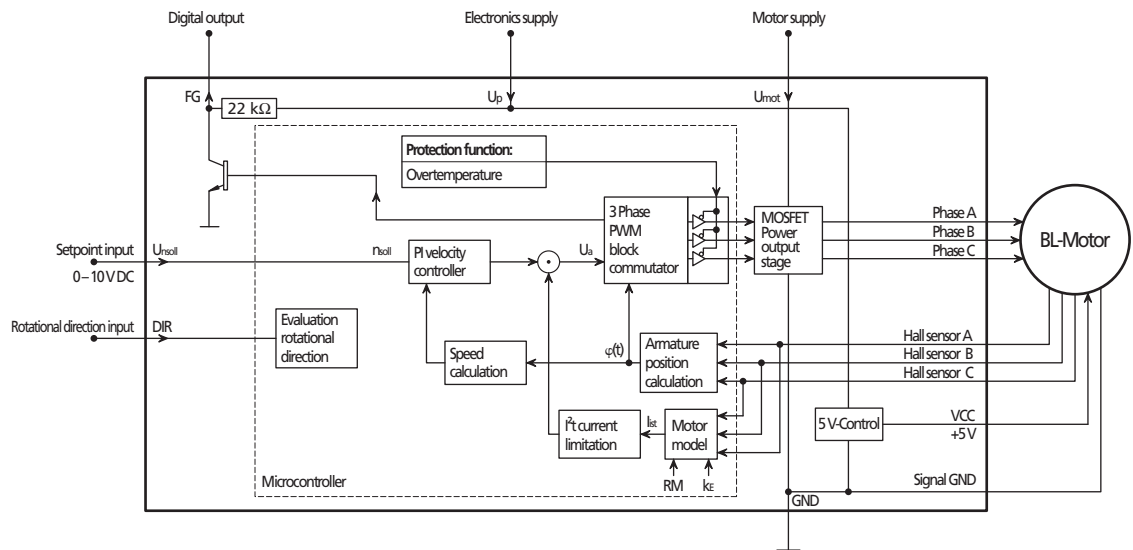 Digital output
Electronics supply
Motor supply
FG
22 kΩ
Up
Umot
Protection function:
Overtemperature
3 Phase
PWM
block
commutator
MOSFET
Power
output
stage
Phase A
Phase B
Phase C
BL-Motor
Setpoint input
0–10 V DC
Unsoll
nsoll
PI velocity
controller
Ua
Rotational direction input
DIR
Evaluation
rotational
direction
Speed
calculation
φ(t)
Armature
position
calculation
Hall sensor A
Hall sensor B
Hall sensor C
I²t current
limitation
Iist
Motor
model
5 V-Control
VCC
+5 V
Microcontroller
RM
kE
GND
Signal GND